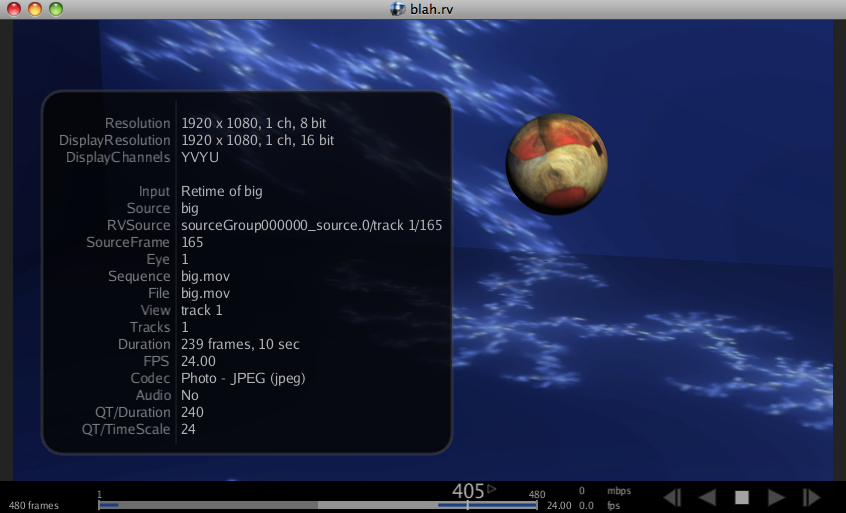 blah.rv
Resolution 1920 x 1080, 1 ch, 8 bit
DisplayResolution 1920 x 1080, 1 ch, 16 bit
DisplayChannels YVYU
Input Retime of big
Source big
RVSource sourceGroup000000_source.0/track 1/165
SourceFrame 165
Eye 1
Sequence big.mov
File big.mov
View track 1
Tracks 1
Duration 239 frames, 10 sec
FPS 24.00
Codec Photo - JPEG (jpeg)
Audio No
QT/Duration 240
QT/TimeScale 24
1 405 480 0 mbps
480 frames 24.00 0.0 fps